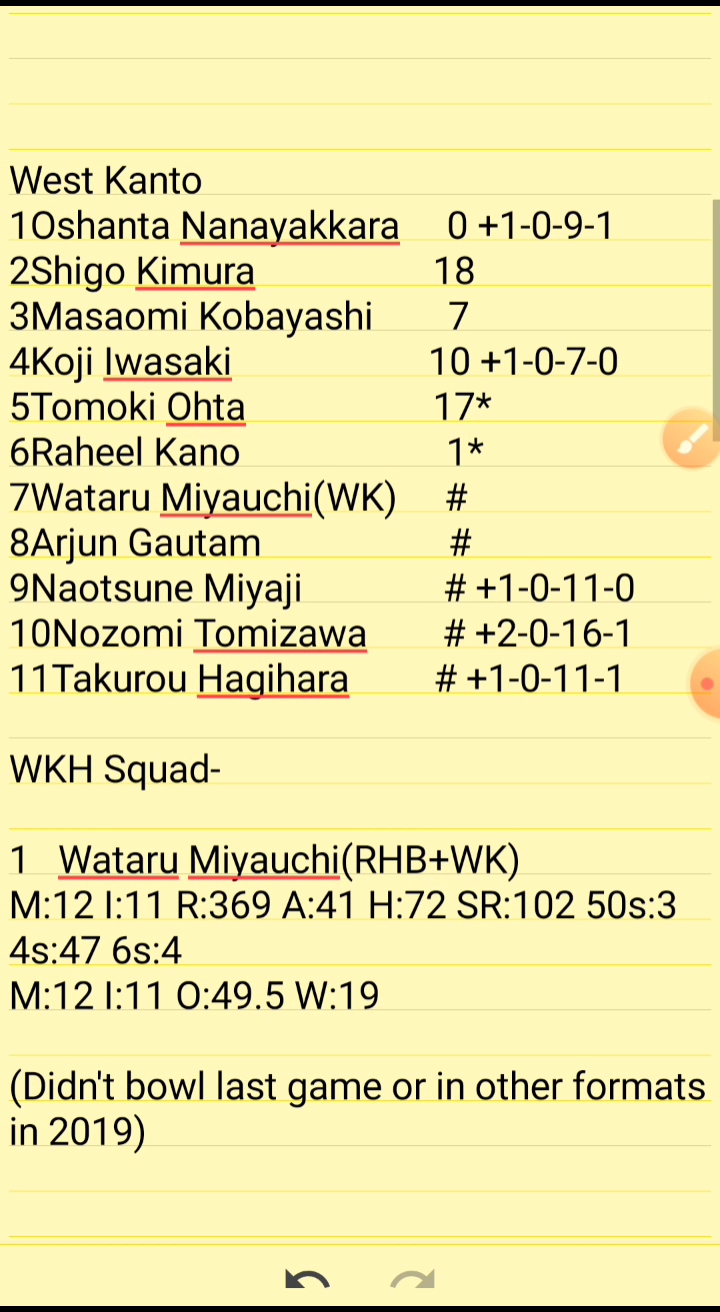 West Kanto
1Oshanta Nanayakkara 0 +1-0-9-1
2Shigo Kimura 18
3Masaomi Kobayashi 7
4Koji Iwasaki 10 +1-0-7-0
5Tomoki Ohta 17*
6Raheel Kano 1*
7Wataru Miyauchi(WK) #
8Arjun Gautam #
9Naotsune Miyaji # +1-0-11-0
10Nozomi Tomizawa # +2-0-16-1
11Takurou Hagihara # +1-0-11-1
WKH Squad-
1 Wataru Miyauchi(RHB+WK)
M:12 I:11 R:369 A:41 H:72 SR:102 50s:3
4s:47 6s:4
M:12 I:11 O:49.5 W:19
(Didn't bowl last game or in other formats
in 2019)